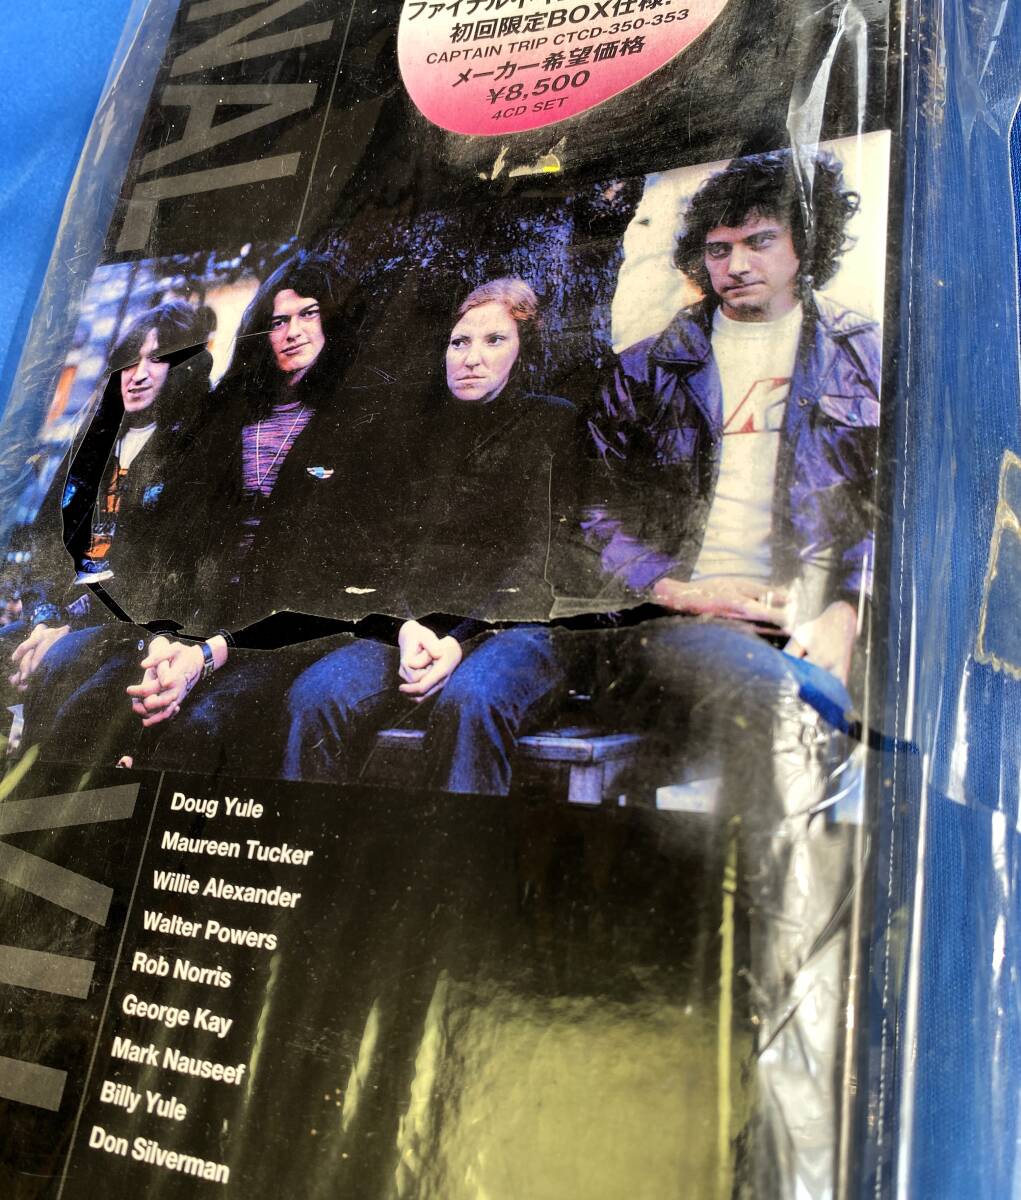 初回限定BOX仕様!
CAPTAIN TRIP CTCD-350-353
メーカー希望価格
¥8,500
4CD SET
NAL
Doug Yule
Maureen Tucker
Willie Alexander
Walter Powers
Rob Norris
George Kay
Mark Nauseef
Billy Yule
Don Silverman